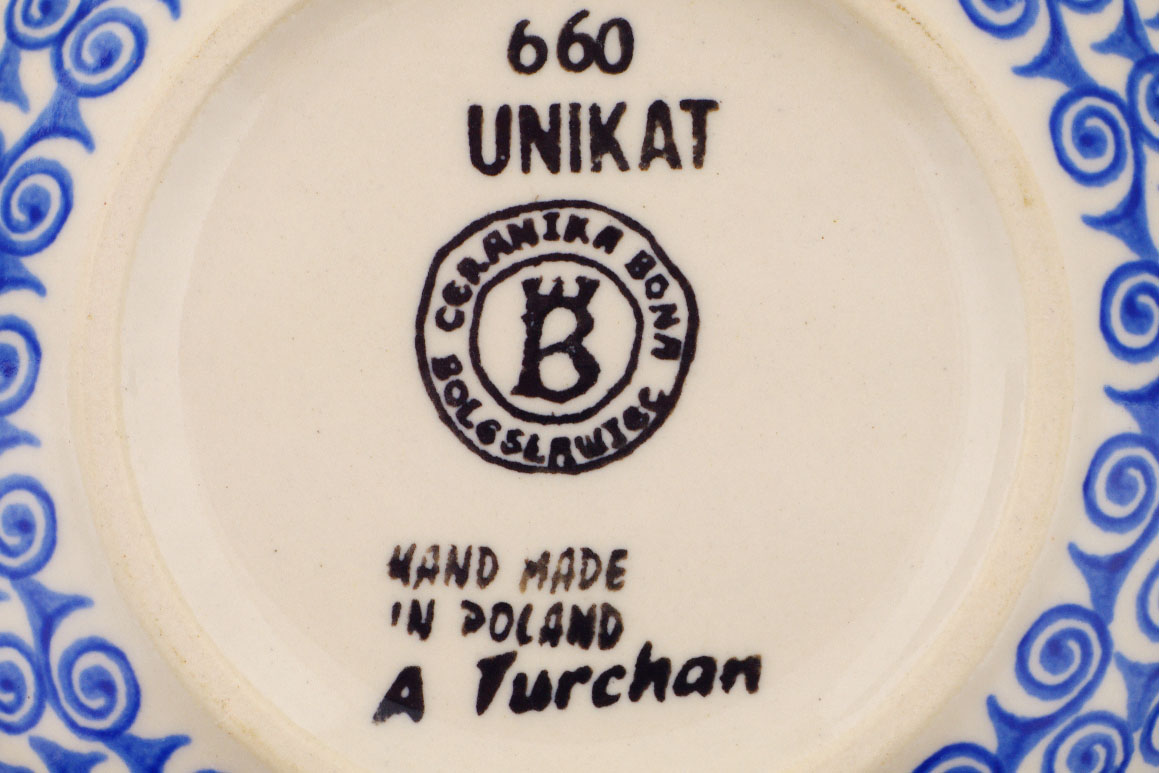 660
UNIKAT
CERAMIKA BONA
BOLESŁAWIEC
B
HAND MADE
IN POLAND
A Turchan